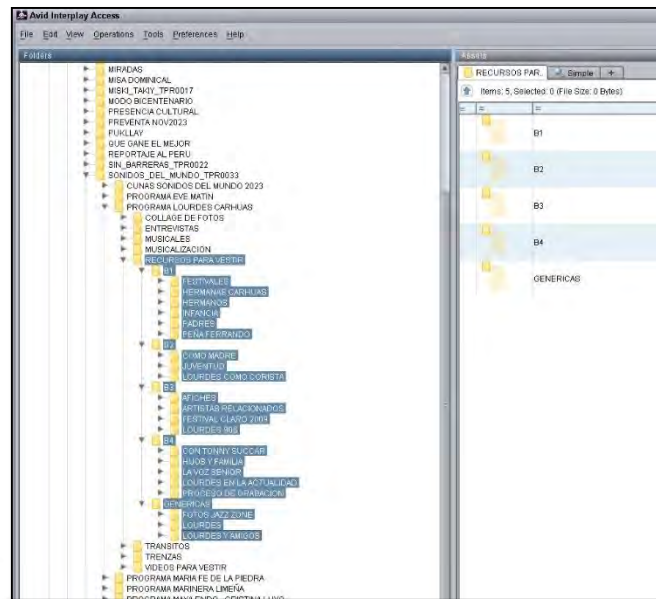 Avid Interplay Access
File Edit View Operations Tools Preferences Help
Folders
MIRADAS
MISA DOMINICAL
MISKI_TAKIY_TPR0017
MODO BICENTENARIO
PRESENCIA CULTURAL
PREVENTA NOV2023
PUKLLAY
QUE GANE EL MEJOR
REPORTAJE AL PERU
SIN_BARRERAS_TPR0022
SONIDOS_DEL_MUNDO_TPR0033
CUNAS SONIDOS DEL MUNDO 2023
PROGRAMA EVE MATIN
PROGRAMA LOURDES CARHUAS
COLLAGE DE FOTOS
ENTREVISTAS
MUSICALES
MUSICALIZACION
RECURSOS PARA VESTIR
B1
FESTIVALES
HERMANAS CARHUAS
HERMANOS
INFANCIA
PADRES
PEÑA FERRANDO
B2
COMO MADRE
JUVENTUD
LOURDES COMO CORISTA
B3
AFICHES
ARTISTAS RELACIONADOS
FESTIVAL CLARO 2009
LOURDES
B4
CON TONNY SUCCAR
HIJOS Y FAMILIA
LA VOZ SENIOR
LOURDES EN LA ACTUALIDAD
PROCESO DE GRABACION
GENERICAS
FOTOS JAZZ ZONE
LOURDES
LOURDES Y AMIGOS
TRANSITOS
TRENZAS
VIDEOS PARA VESTIR
PROGRAMA MARIA FE DE LA PIEDRA
PROGRAMA MARINERA LIMEÑA
Assets
RECURSOS PAR... Simple +
Items: 5, Selected: 0 (File Size: 0 Bytes)
= = =
B1
B2
B3
B4
GENERICAS